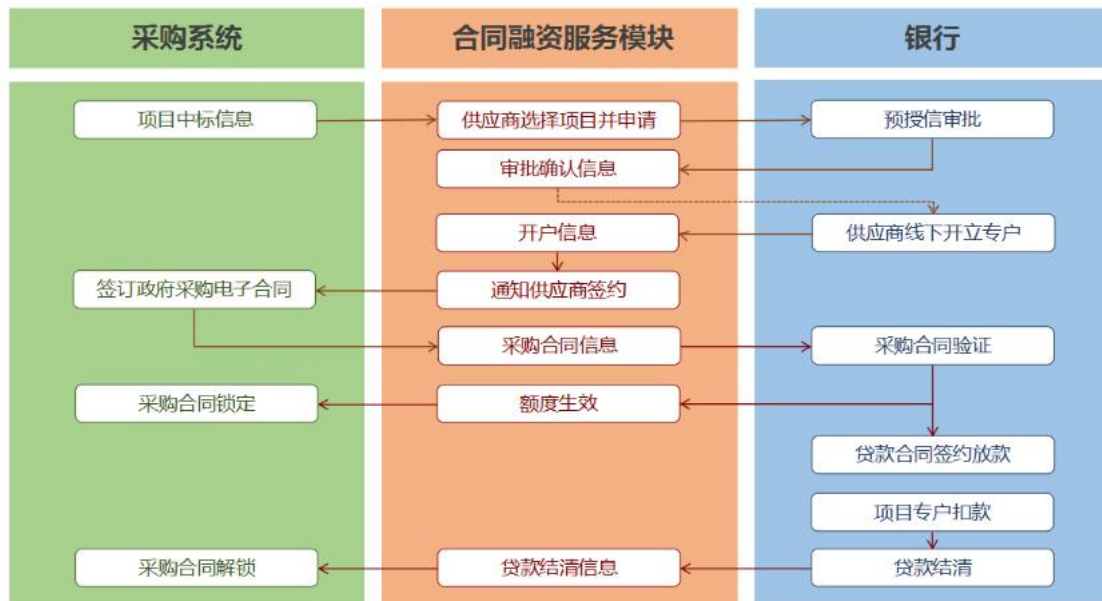 采购系统
合同融资服务模块
银行
项目中标信息
供应商选择项目并申请
预授信审批
审批确认信息
开户信息
供应商线下开立专户
签订政府采购电子合同
通知供应商签约
采购合同信息
采购合同验证
采购合同锁定
额度生效
贷款合同签约放款
项目专户扣款
采购合同解锁
贷款结清信息
贷款结清